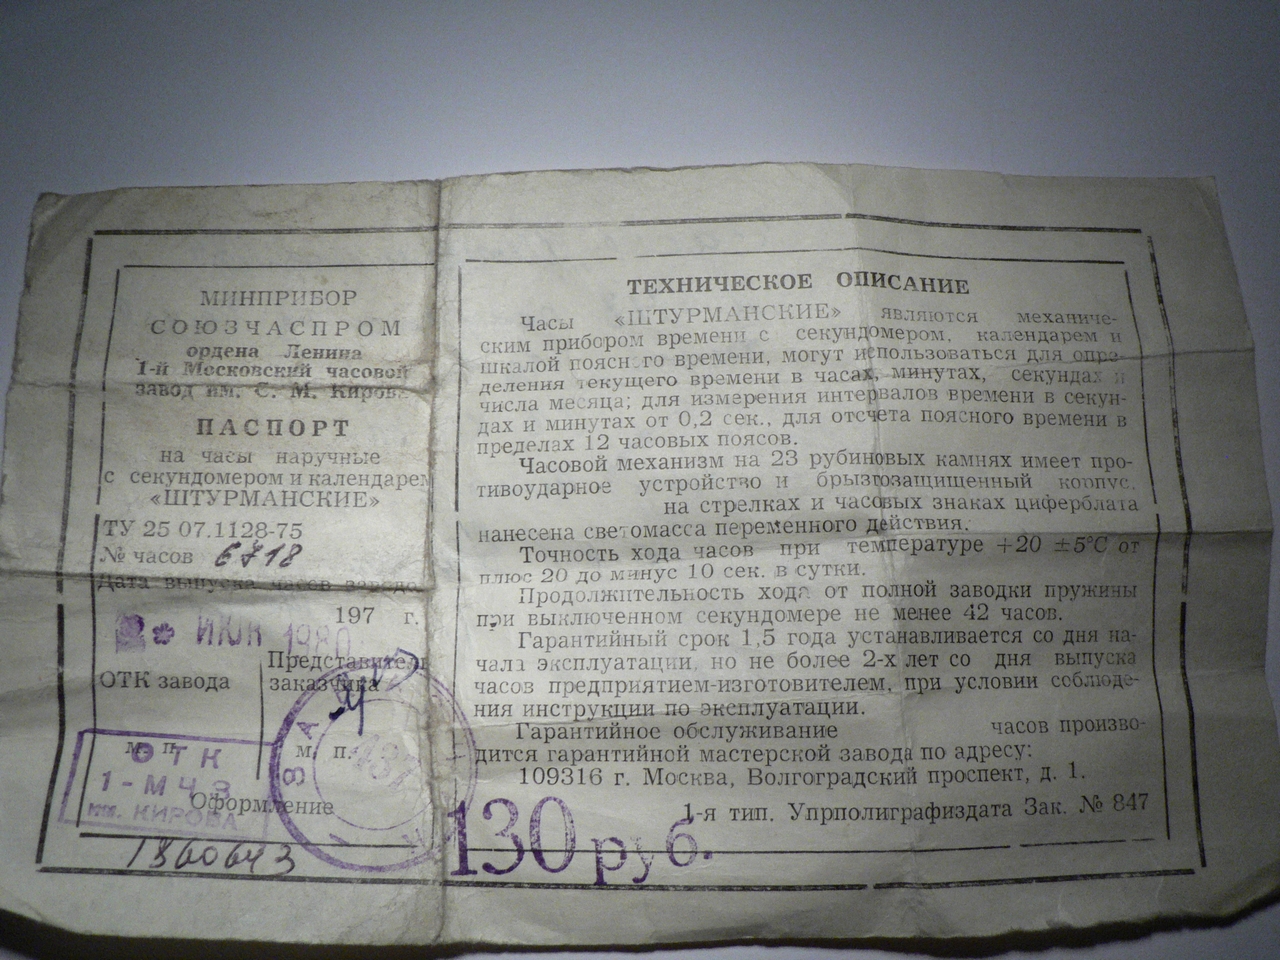 МИНПРИБОР
СОЮЗЧАСПРОМ
ордена Ленина
1-й Московский часовой
завод им. С. М. Кирова
ПАСПОРТ
на часы наручные
с секундомером и календарем
«ШТУРМАНСКИЕ»
ТУ 25 07.1128-75
№ часов 6718
Дата выпуска часов заводо
197 г.
ИЮН 1980
Представитель
ОТК завода заказчика
м. п. м. п.
ОТК
1-МЧЗ
им. КИРОВА
Оформление
1860643
437
130 руб.
ТЕХНИЧЕСКОЕ ОПИСАНИЕ
Часы «ШТУРМАНСКИЕ» являются механиче-
ским прибором времени с секундомером, календарем и
шкалой поясного времени, могут использоваться для опре-
деления текущего времени в часах, минутах, секундах и
числа месяца; для измерения интервалов времени в секун-
дах и минутах от 0,2 сек., для отсчета поясного времени в
пределах 12 часовых поясов.
Часовой механизм на 23 рубиновых камнях имеет про-
тивоударное устройство и брызгозащищенный корпус,
на стрелках и часовых знаках циферблата
нанесена светомасса переменного действия.
Точность хода часов при температуре +20 ±5°С от
плюс 20 до минус 10 сек. в сутки.
Продолжительность хода от полной заводки пружины
при выключенном секундомере не менее 42 часов.
Гарантийный срок 1,5 года устанавливается со дня на-
чала эксплуатации, но не более 2-х лет со дня выпуска
часов предприятием-изготовителем, при условии соблюде-
ния инструкции по эксплуатации.
Гарантийное обслуживание часов произво-
дится гарантийной мастерской завода по адресу:
109316 г. Москва, Волгоградский проспект, д. 1.
1-я тип. Упрполиграфиздата Зак. № 847